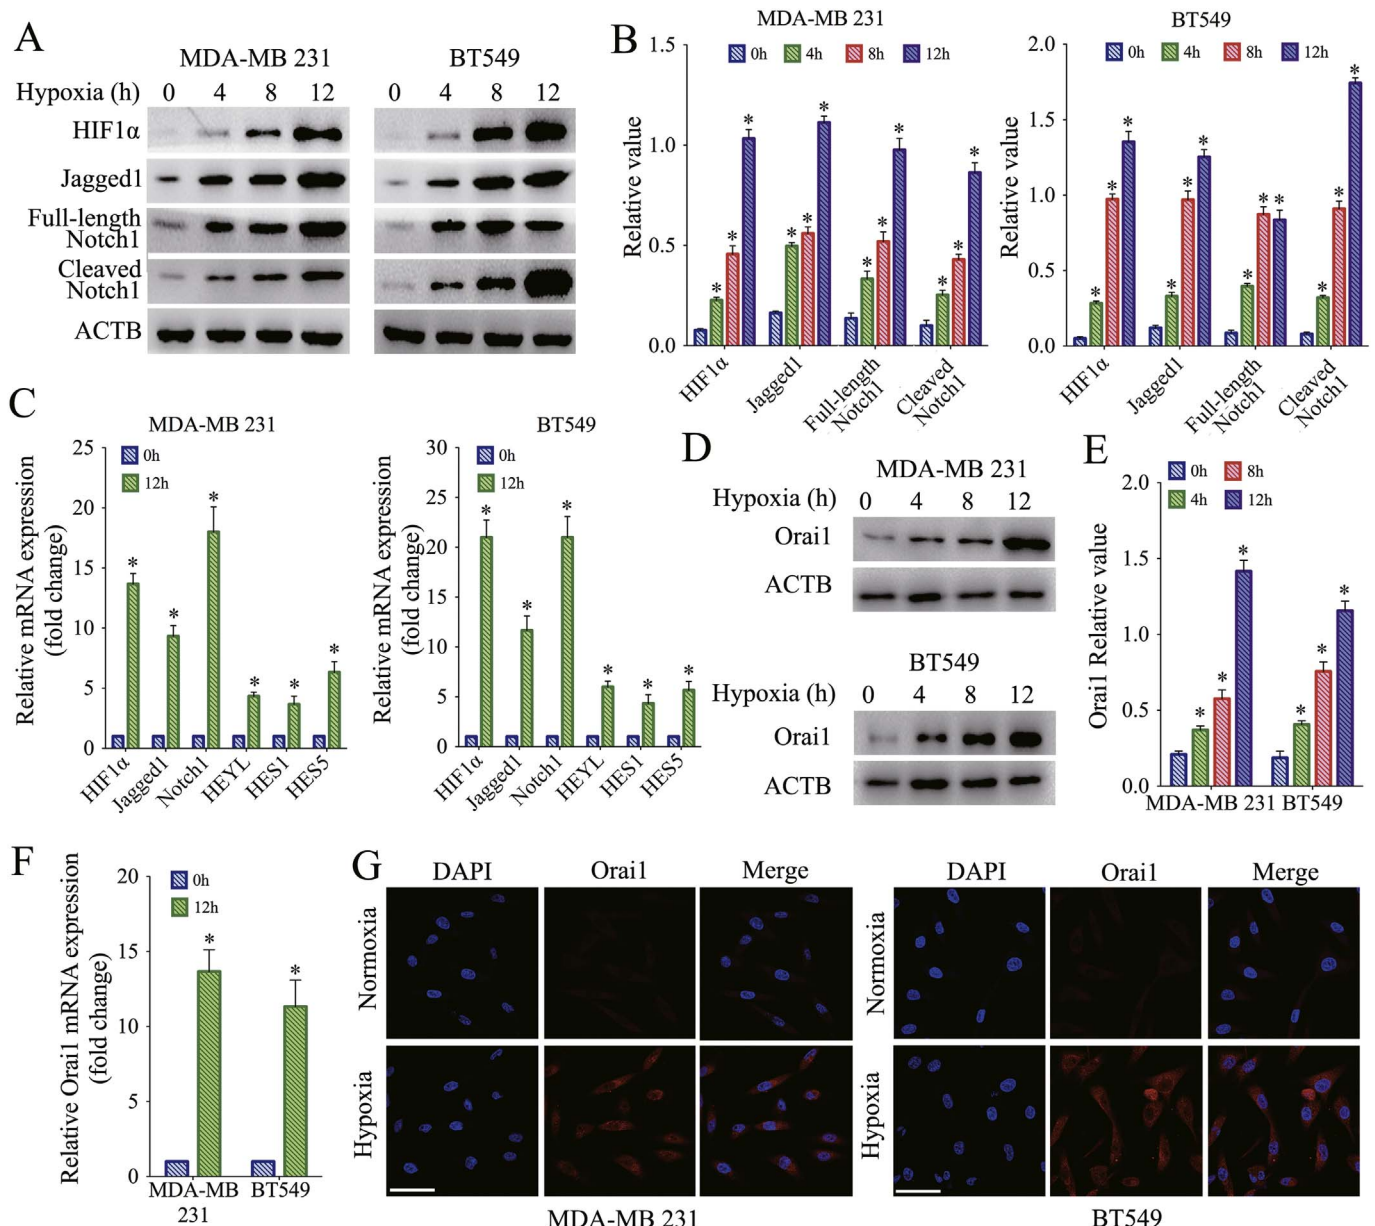 A
MDA-MB 231
BT549
Hypoxia (h)
0 4 8 12
0 4 8 12
HIF1α
Jagged1
Full-length
Notch1
Cleaved
Notch1
ACTB
B
MDA-MB 231
0h 4h 8h 12h
Relative value
1.5
1.0
0.5
0.0
* * * * * * * * * * * *
HIF1α
Jagged1
Full-length
Notch1
Cleaved
Notch1
BT549
0h 4h 8h 12h
Relative value
2.0
1.5
1.0
0.5
0.0
* * * * * * * * * * * *
HIF1α
Jagged1
Full-length
Notch1
Cleaved
Notch1
C
MDA-MB 231
0h
12h
Relative mRNA expression
(fold change)
25
20
15
10
5
0
* * * * * *
HIF1α
Jagged1
Notch1
HEYL
HES1
HES5
BT549
0h
12h
Relative mRNA expression
(fold change)
30
25
20
15
10
5
0
* * * * * *
HIF1α
Jagged1
Notch1
HEYL
HES1
HES5
D
MDA-MB 231
Hypoxia (h) 0 4 8 12
Orai1
ACTB
BT549
Hypoxia (h) 0 4 8 12
Orai1
ACTB
E
0h 8h
4h 12h
Orai1 Relative value
2.0
1.5
1.0
0.5
0.0
* * * * * *
MDA-MB 231 BT549
F
0h
12h
Relative Orai1 mRNA expression
(fold change)
20
15
10
5
0
* *
MDA-MB
231
BT549
G
DAPI Orai1 Merge
Normoxia
Hypoxia
MDA-MB 231
DAPI Orai1 Merge
Normoxia
Hypoxia
BT549